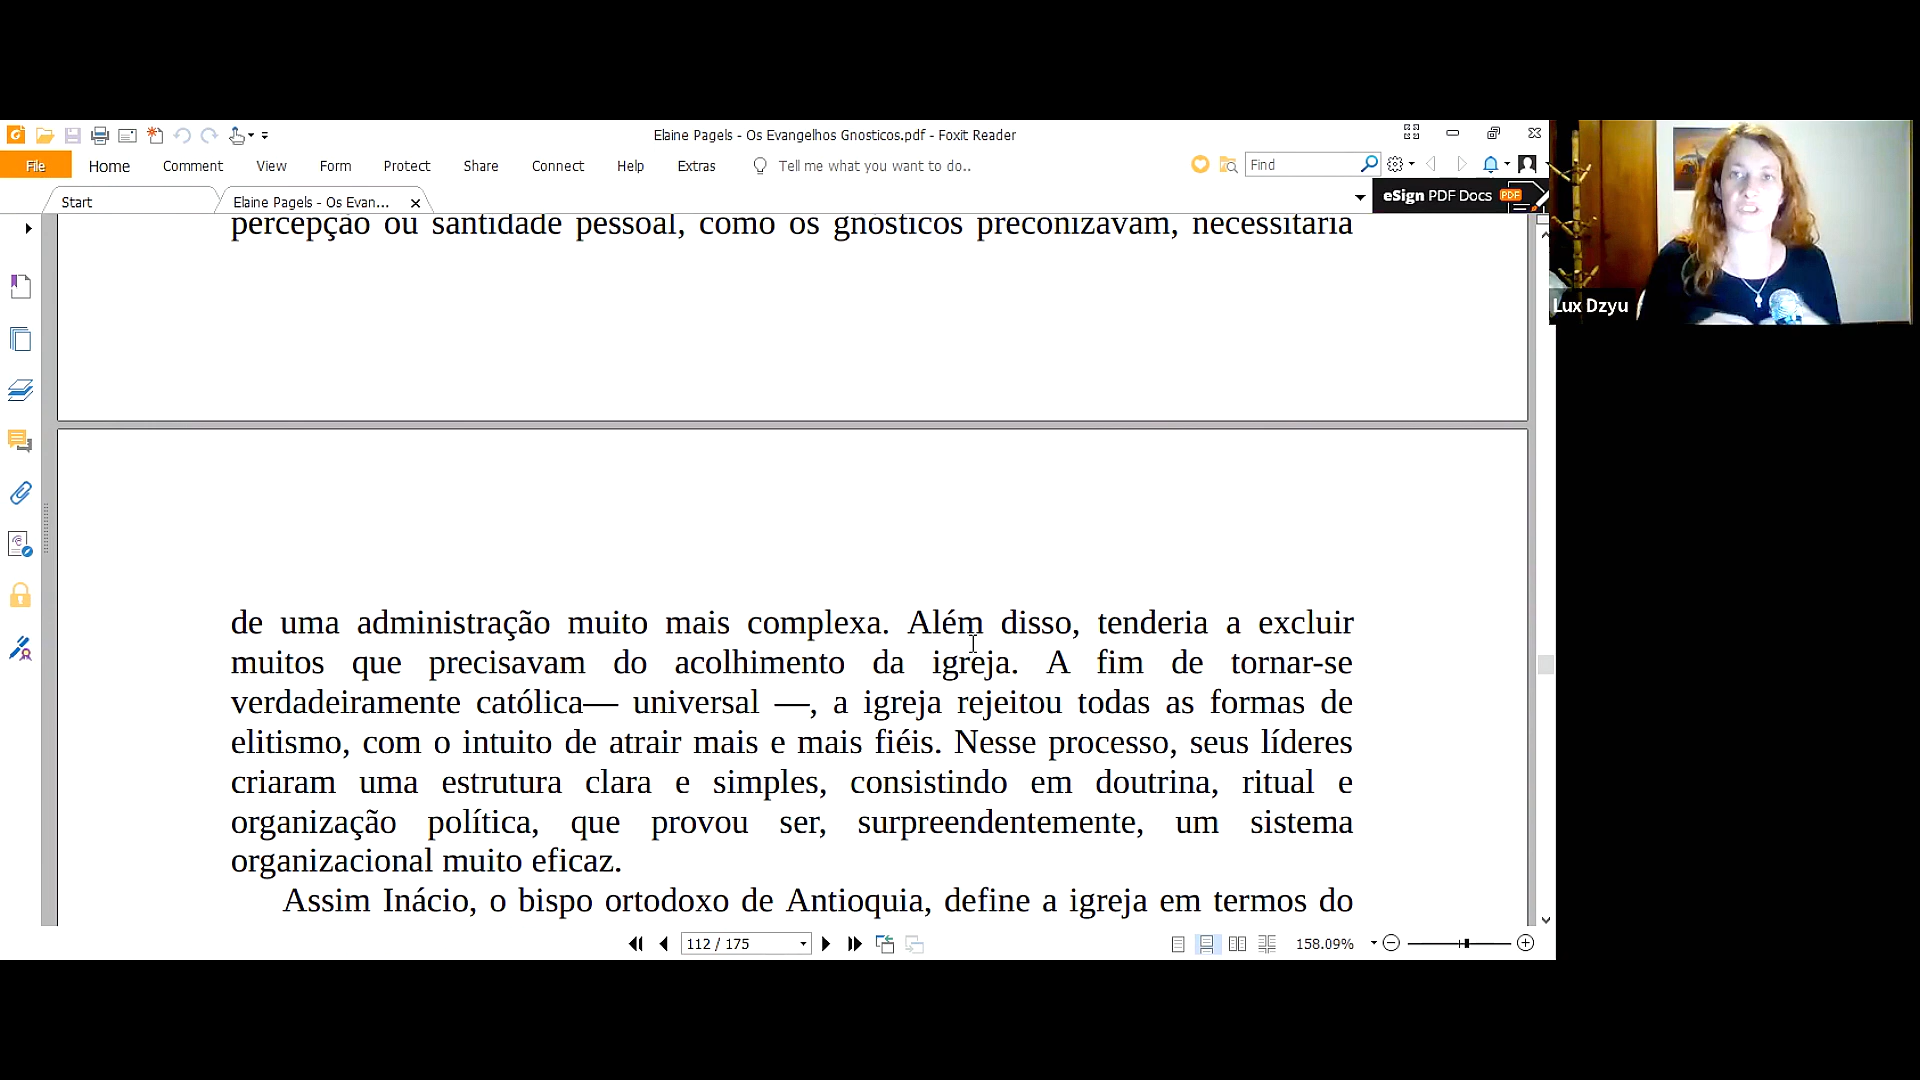 Elaine Pagels - Os Evangelhos Gnosticos.pdf - Foxit Reader
File Home Comment View Form Protect Share Connect Help Extras Tell me what you want to do.. Find
Start Elaine Pagels - Os Evan... eSign PDF Docs PDF
percepção ou santidade pessoal, como os gnósticos preconizavam, necessitaria
Lux Dzyu
de uma administração muito mais complexa. Além disso, tenderia a excluir
muitos que precisavam do acolhimento da igreja. A fim de tornar-se
verdadeiramente católica— universal —, a igreja rejeitou todas as formas de
elitismo, com o intuito de atrair mais e mais fiéis. Nesse processo, seus líderes
criaram uma estrutura clara e simples, consistindo em doutrina, ritual e
organização política, que provou ser, surpreendentemente, um sistema
organizacional muito eficaz.
Assim Inácio, o bispo ortodoxo de Antioquia, define a igreja em termos do
112 / 175 158.09%